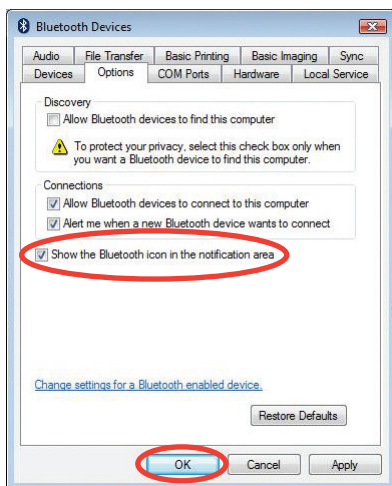 Bluetooth Devices
Audio File Transfer Basic Printing Basic Imaging Sync
Devices Options COM Ports Hardware Local Service
Discovery
Allow Bluetooth devices to find this computer
To protect your privacy, select this check box only when
you want a Bluetooth device to find this computer.
Connections
Allow Bluetooth devices to connect to this computer
Alert me when a new Bluetooth device wants to connect
Show the Bluetooth icon in the notification area
Change settings for a Bluetooth enabled device.
Restore Defaults
OK Cancel Apply